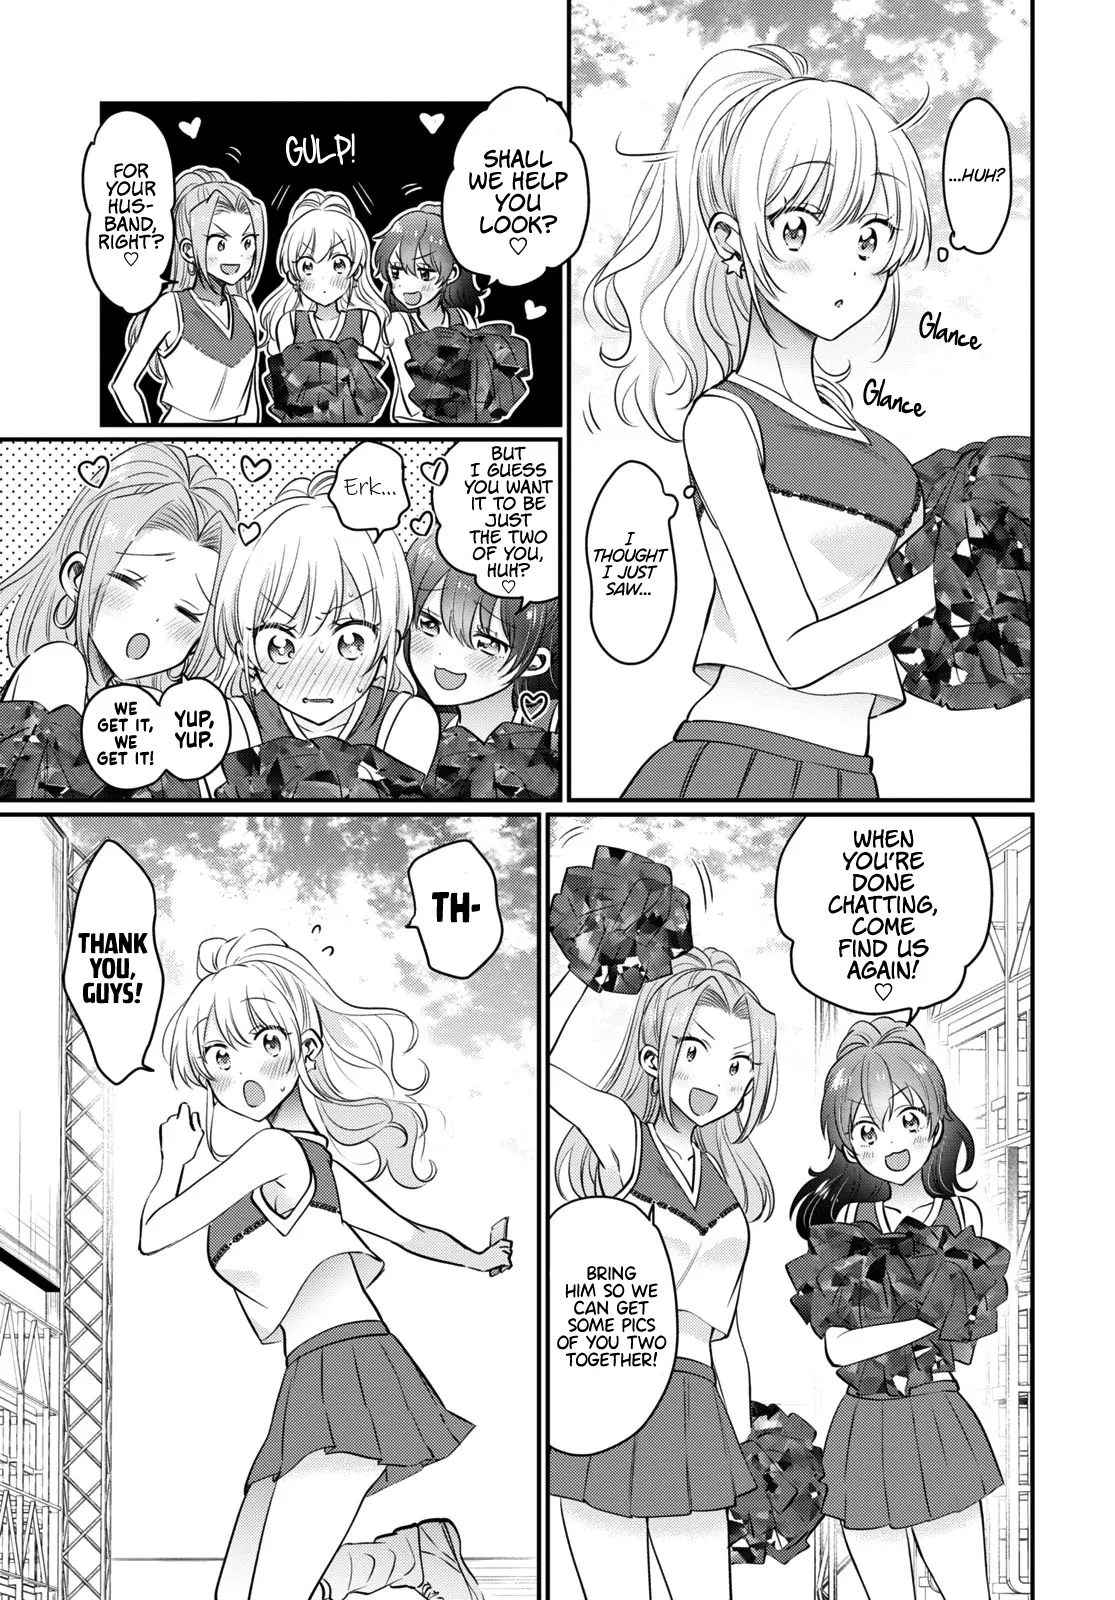 ...HUH?
Glance
Glance
I
THOUGHT
I JUST
SAW...
SHALL
WE HELP
YOU
LOOK?
♡
GULP!
FOR
YOUR
HUS-
BAND,
RIGHT?
♡
BUT
I GUESS
YOU WANT
IT TO BE
JUST
THE TWO
OF YOU,
HUH?
♡
Erk...
YUP,
YUP.
WE
GET IT,
WE
GET IT!
WHEN
YOU'RE
DONE
CHATTING,
COME
FIND US
AGAIN!
♡
BRING
HIM SO WE
CAN GET
SOME PICS
OF YOU TWO
TOGETHER!
TH-
THANK
YOU,
GUYS!